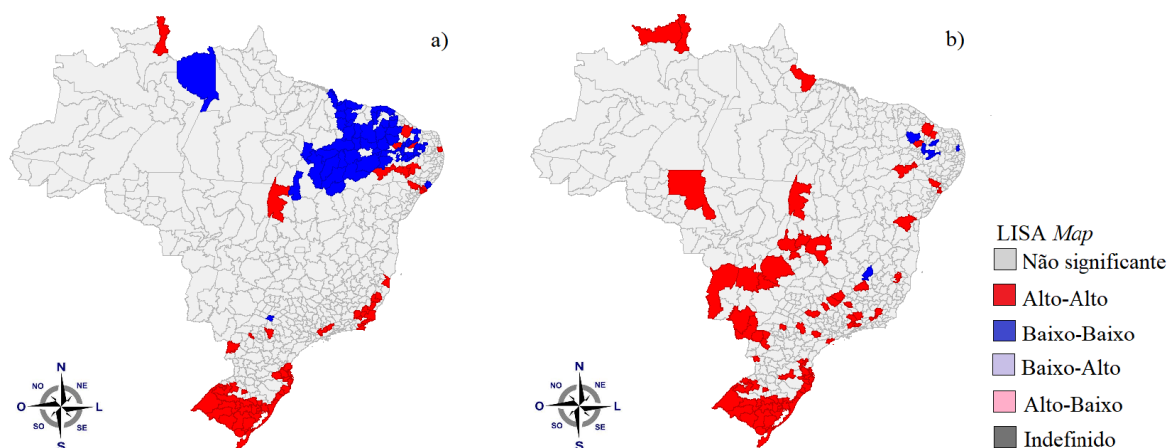 a)
b)
LISA Map
Não significante
Alto-Alto
Baixo-Baixo
Baixo-Alto
Alto-Baixo
Indefinido
N
NO NE
O L
SO SE
S
N
NO NE
O L
SO SE
S